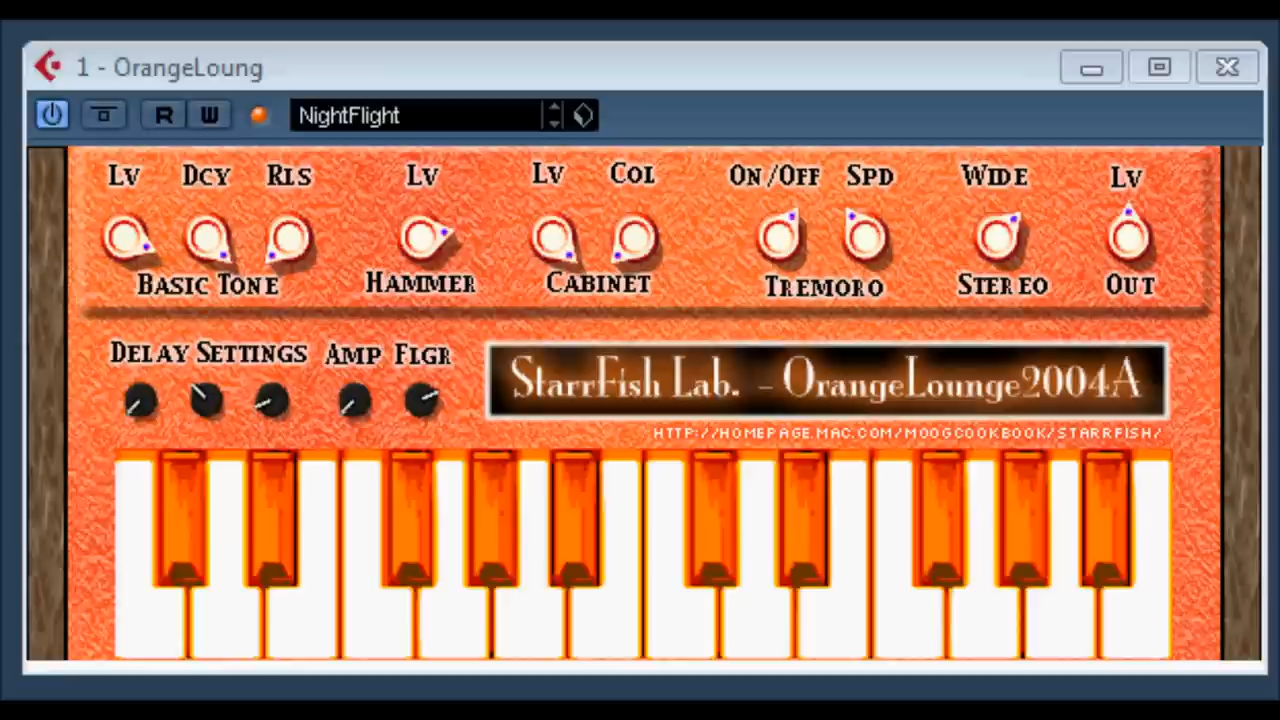 1 - OrangeLoung
R W NightFlight
Lv Dcy Rls Lv Lv Col On/Off Spd Wide Lv
Basic Tone Hammer Cabinet Tremoro Stereo Out
Delay Settings Amp Flgr
StarrFish Lab. - OrangeLounge2004A
HTTP://HOMEPAGE.MAC.COM/MOOGCOOKBOOK/STARRFISH/